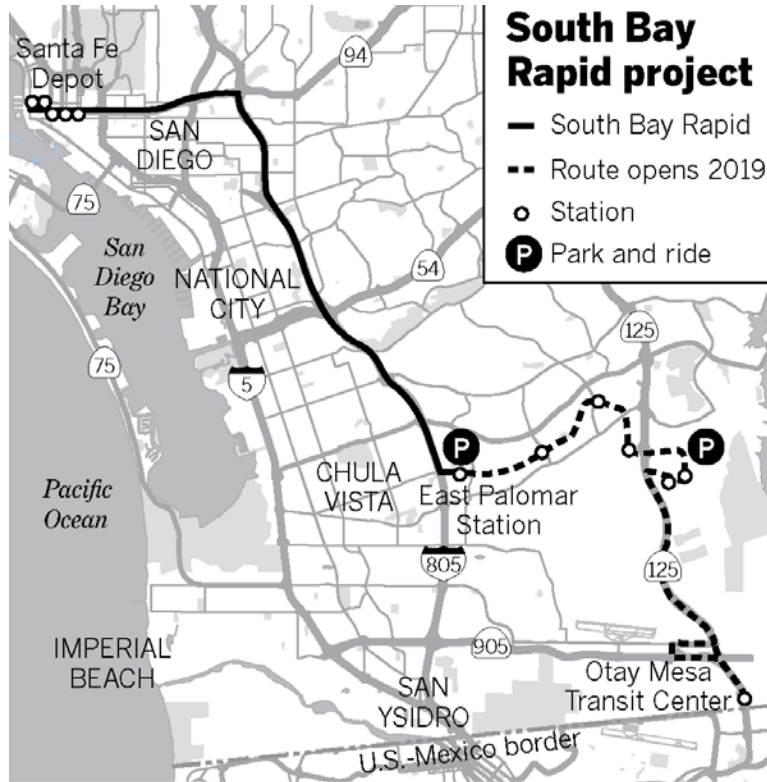 South Bay
Rapid project
South Bay Rapid
Route opens 2019
Station
P Park and ride
Santa Fe
Depot
94
SAN
DIEGO
75
San
Diego
Bay
NATIONAL
CITY
54
125
75
5
P
P
CHULA
VISTA
East Palomar
Station
Pacific
Ocean
805
125
IMPERIAL
BEACH
905
Otay Mesa
Transit Center
SAN
YSIDRO
U.S.-Mexico border